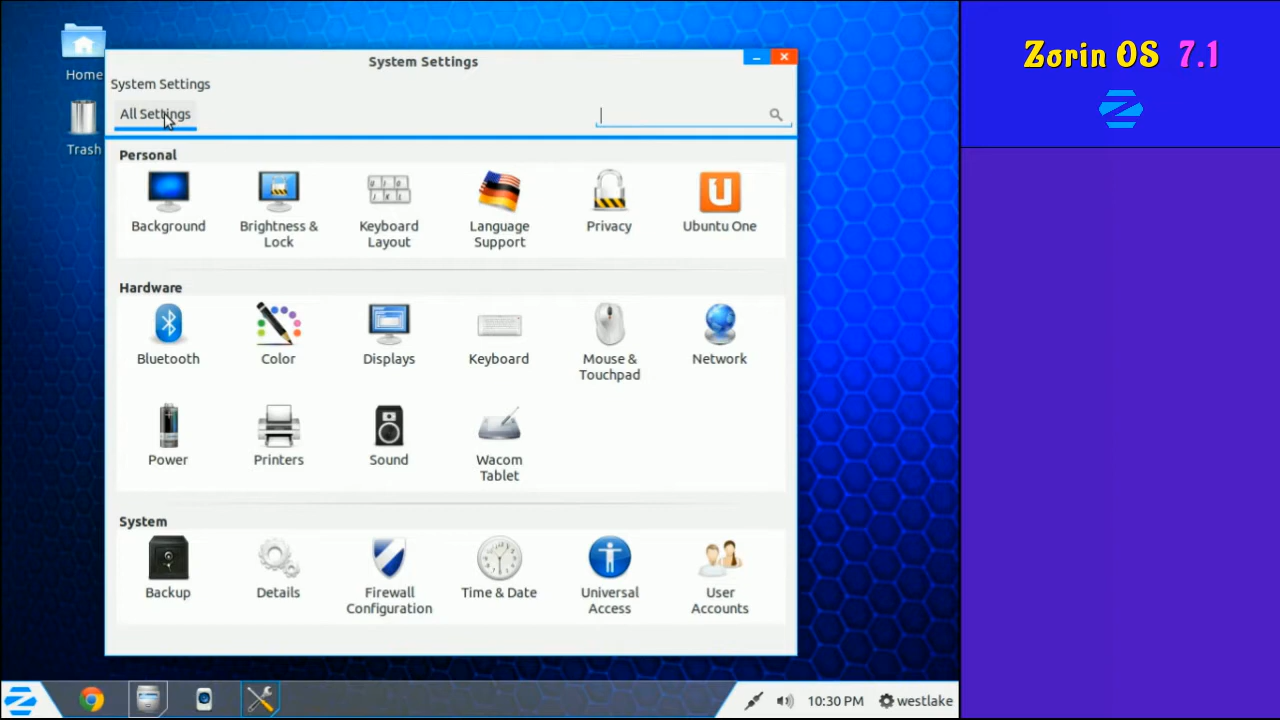 Zorin OS 7.1
Home
Trash
System Settings
System Settings
All Settings
Personal
Background
Brightness &
Lock
Keyboard
Layout
Language
Support
Privacy
Ubuntu One
Hardware
Bluetooth
Color
Displays
Keyboard
Mouse &
Touchpad
Network
Power
Printers
Sound
Wacom
Tablet
System
Backup
Details
Firewall
Configuration
Time & Date
Universal
Access
User
Accounts
10:30 PM
westlake